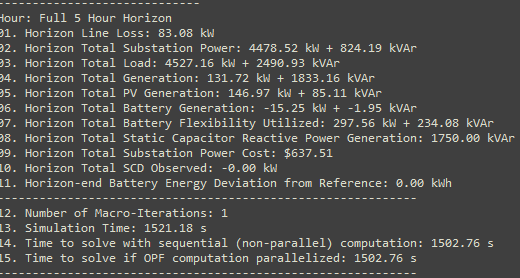 ------------------------------
Hour: Full 5 Hour Horizon
01. Horizon Line Loss: 83.08 kW
02. Horizon Total Substation Power: 4478.52 kW + 824.19 kVAr
03. Horizon Total Load: 4527.16 kW + 2490.93 kVAr
04. Horizon Total Generation: 131.72 kW + 1833.16 kVAr
05. Horizon Total PV Generation: 146.97 kW + 85.11 kVAr
06. Horizon Total Battery Generation: -15.25 kW + -1.95 kVAr
07. Horizon Total Battery Flexibility Utilized: 297.56 kW + 234.08 kVAr
08. Horizon Total Static Capacitor Reactive Power Generation: 1750.00 kVAr
09. Horizon Total Substation Power Cost: $637.51
10. Horizon Total SCD Observed: -0.00 kW
11. Horizon-end Battery Energy Deviation from Reference: 0.00 kWh
------------------------------------------------------------
12. Number of Macro-Iterations: 1
13. Simulation Time: 1521.18 s
14. Time to solve with sequential (non-parallel) computation: 1502.76 s
15. Time to solve if OPF computation parallelized: 1502.76 s
------------------------------------------------------------